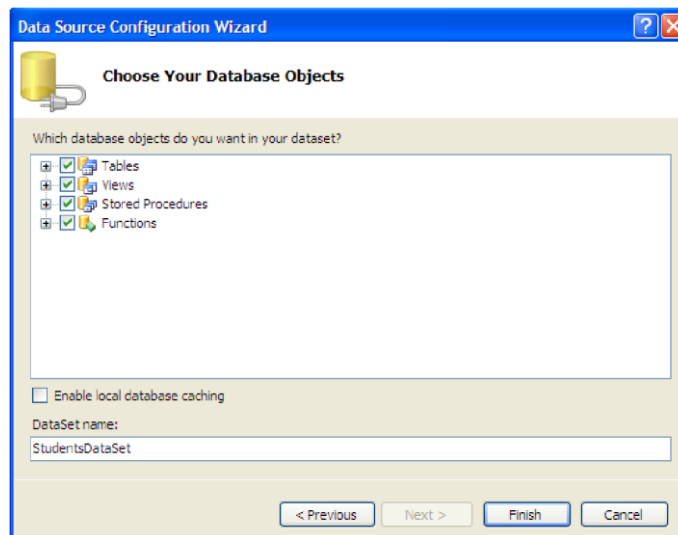 Data Source Configuration Wizard
Choose Your Database Objects
Which database objects do you want in your dataset?
Tables
Views
Stored Procedures
Functions
Enable local database caching
DataSet name:
StudentsDataSet
< Previous Next > Finish Cancel